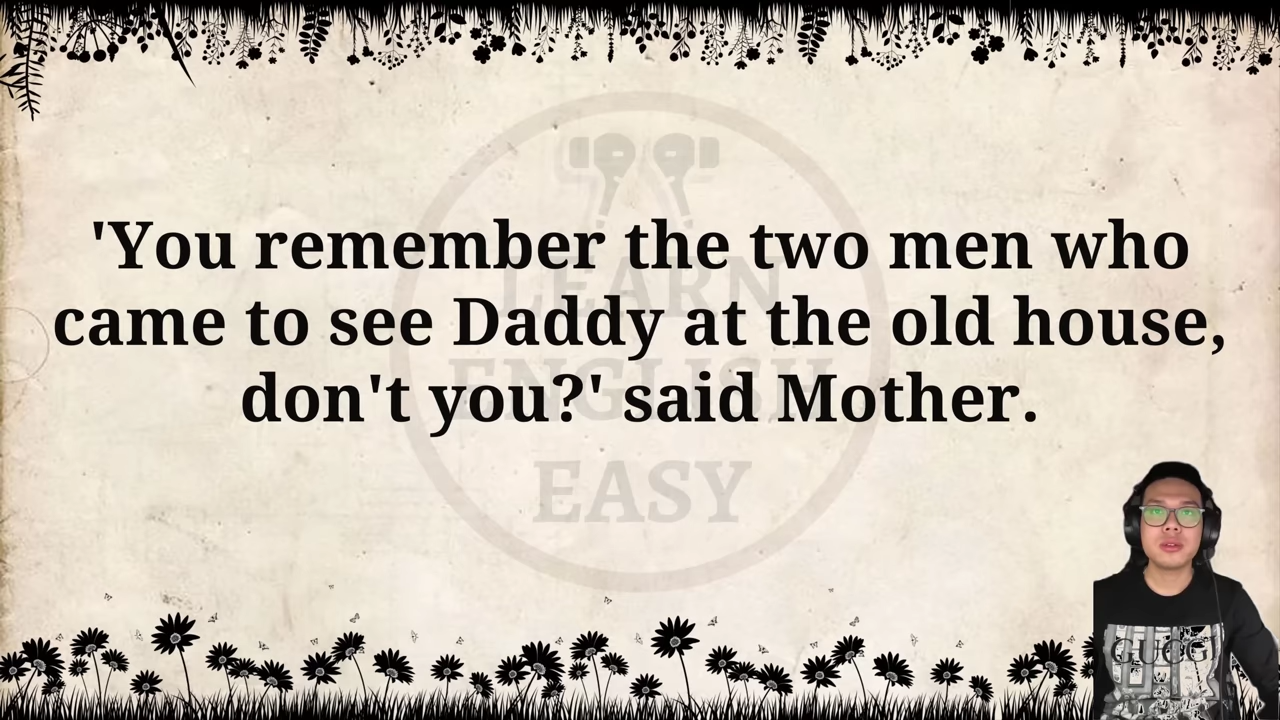 'You remember the two men who
came to see Daddy at the old house,
don't you?' said Mother.
LEARN
ENGLISH
EASY
GUCCI